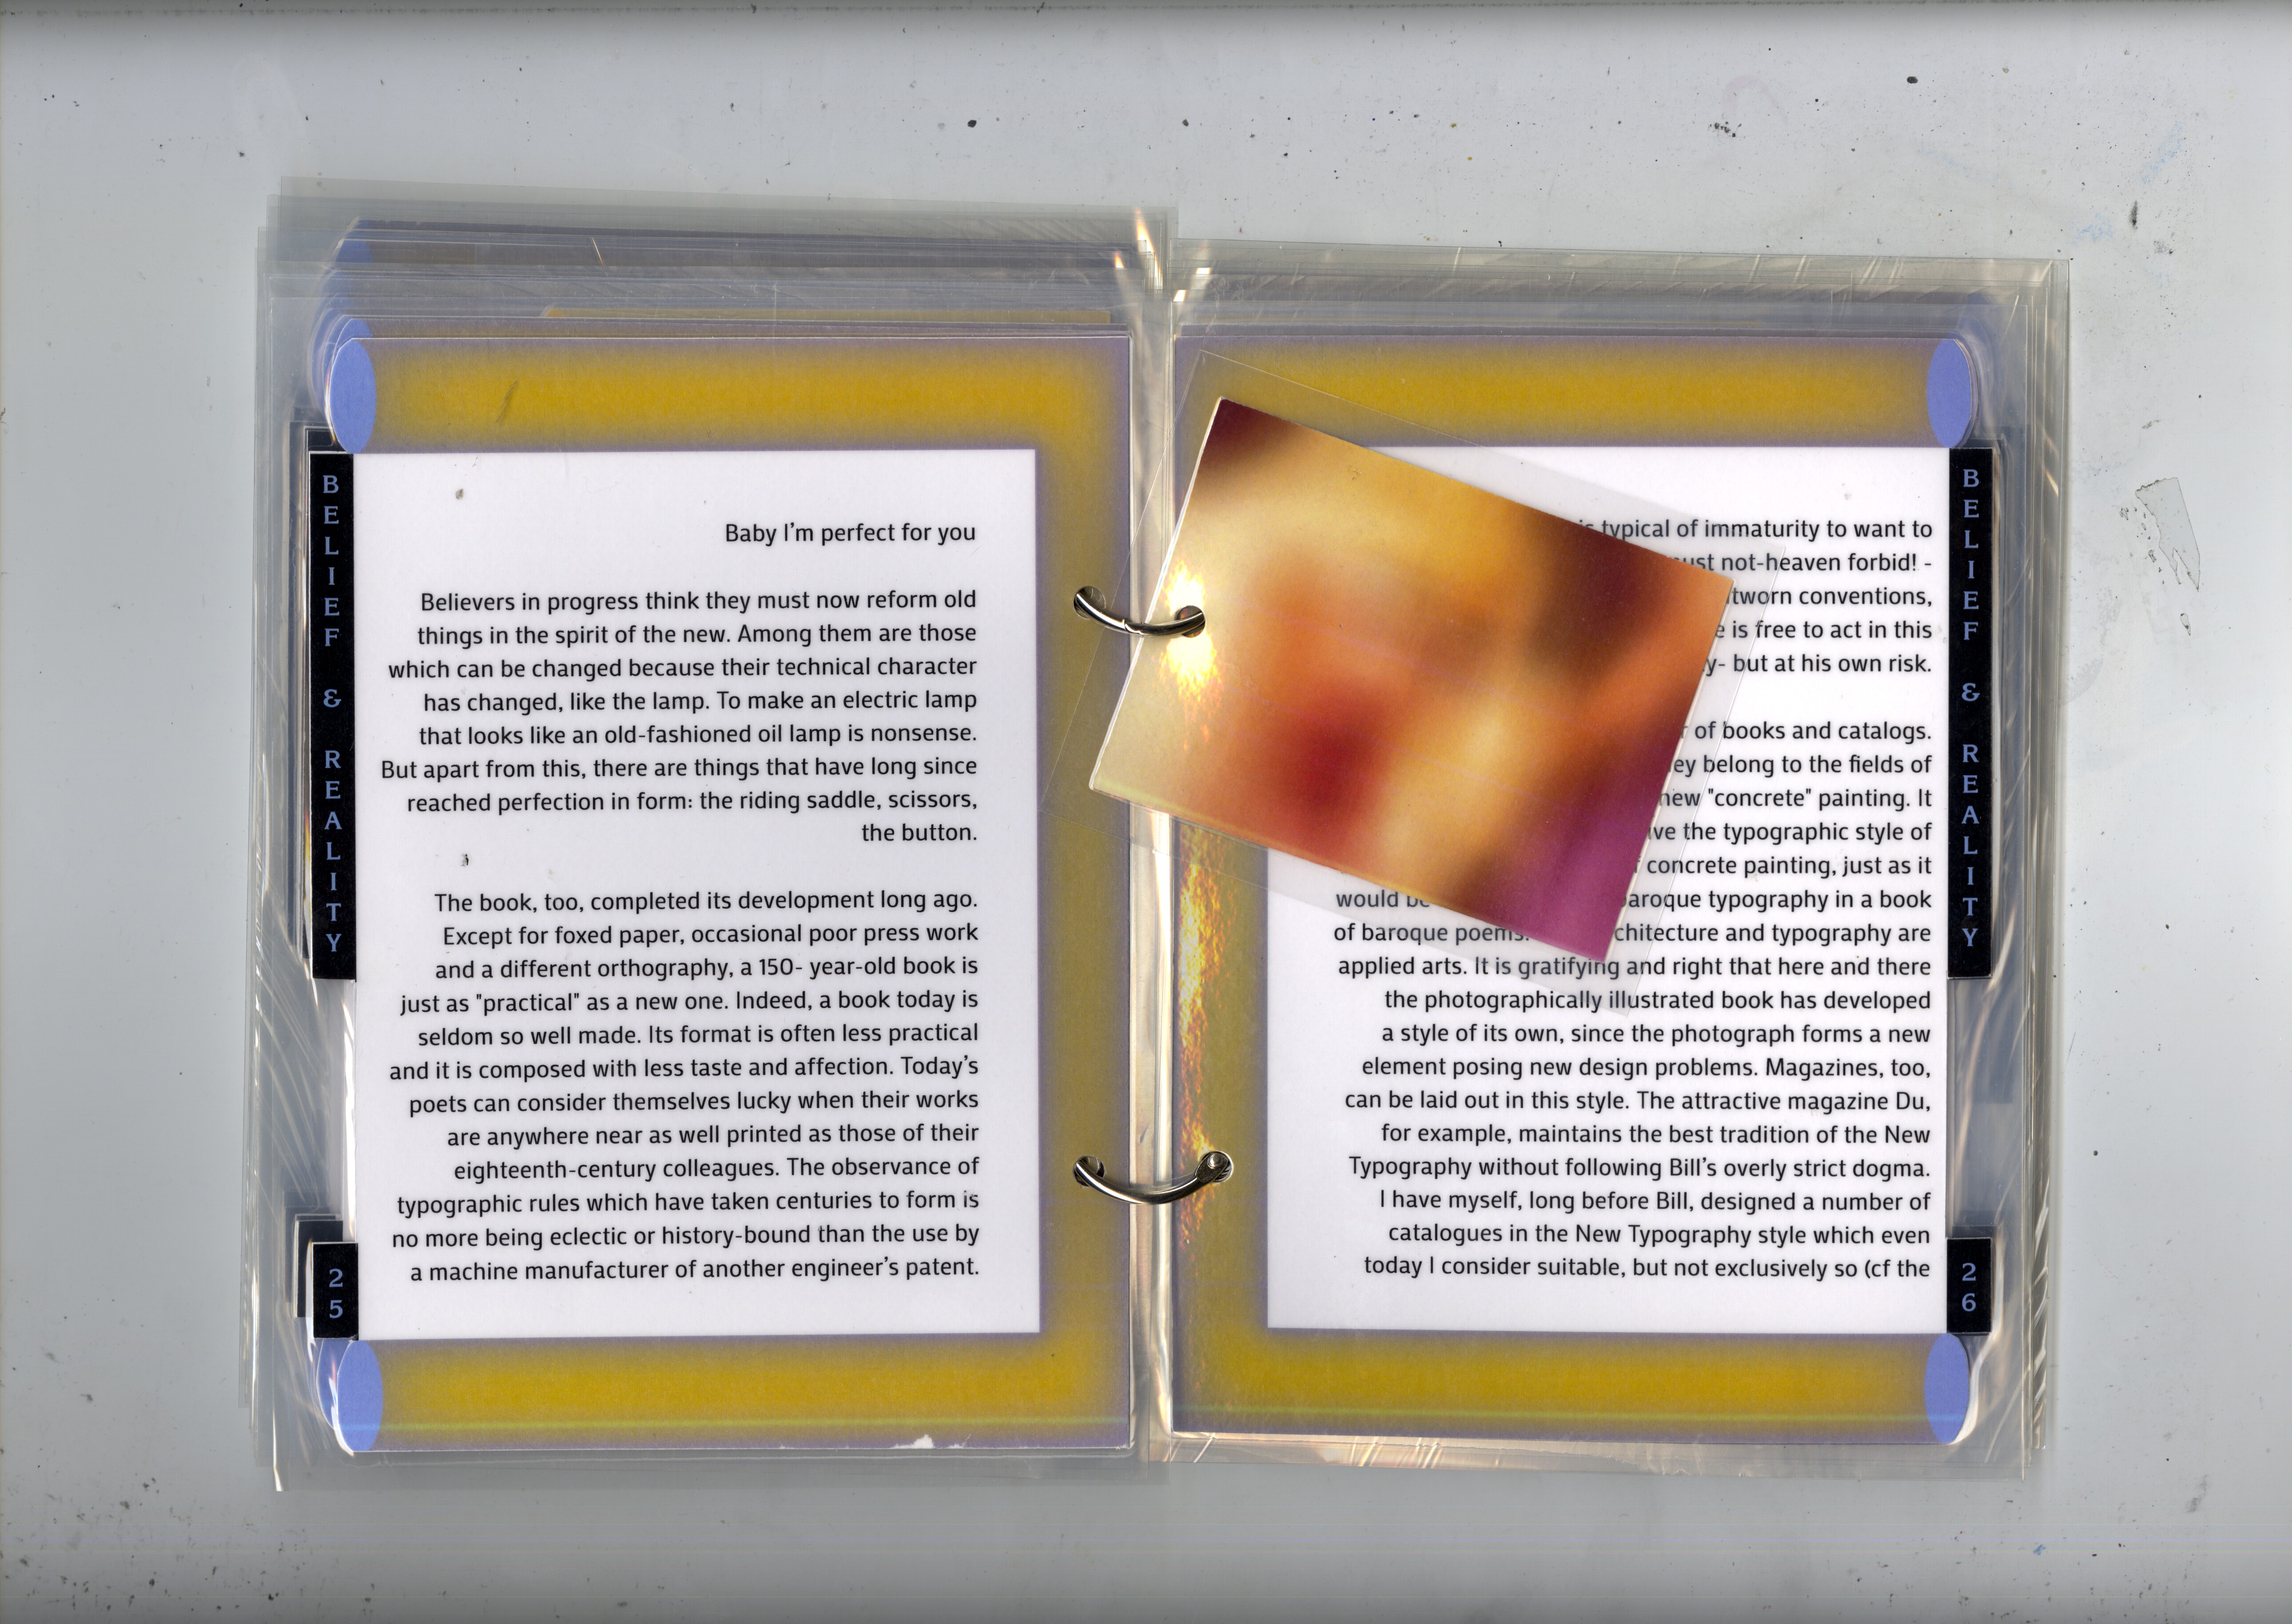 BELIEF & REALITY
Baby I'm perfect for you
Believers in progress think they must now reform old
things in the spirit of the new. Among them are those
which can be changed because their technical character
has changed, like the lamp. To make an electric lamp
that looks like an old-fashioned oil lamp is nonsense.
But apart from this, there are things that have long since
reached perfection in form: the riding saddle, scissors,
the button.
The book, too, completed its development long ago.
Except for foxed paper, occasional poor press work
and a different orthography, a 150- year-old book is
just as "practical" as a new one. Indeed, a book today is
seldom so well made. Its format is often less practical
and it is composed with less taste and affection. Today's
poets can consider themselves lucky when their works
are anywhere near as well printed as those of their
eighteenth-century colleagues. The observance of
typographic rules which have taken centuries to form is
no more being eclectic or history-bound than the use by
a machine manufacturer of another engineer's patent.
25
typical of immaturity to want to
not-heaven forbid! -
conventions,
is free to act in this
but at his own risk.
of books and catalogs.
belong to the fields of
new "concrete" painting. It
the typographic style of
concrete painting, just as it
would typography in a book
of baroque poems. and typography are
applied arts. It is gratifying and right that here and there
the photographically illustrated book has developed
a style of its own, since the photograph forms a new
element posing new design problems. Magazines, too,
can be laid out in this style. The attractive magazine Du,
for example, maintains the best tradition of the New
Typography without following Bill's overly strict dogma.
I have myself, long before Bill, designed a number of
catalogues in the New Typography style which even
today I consider suitable, but not exclusively so (cf the
BELIEF & REALITY
26